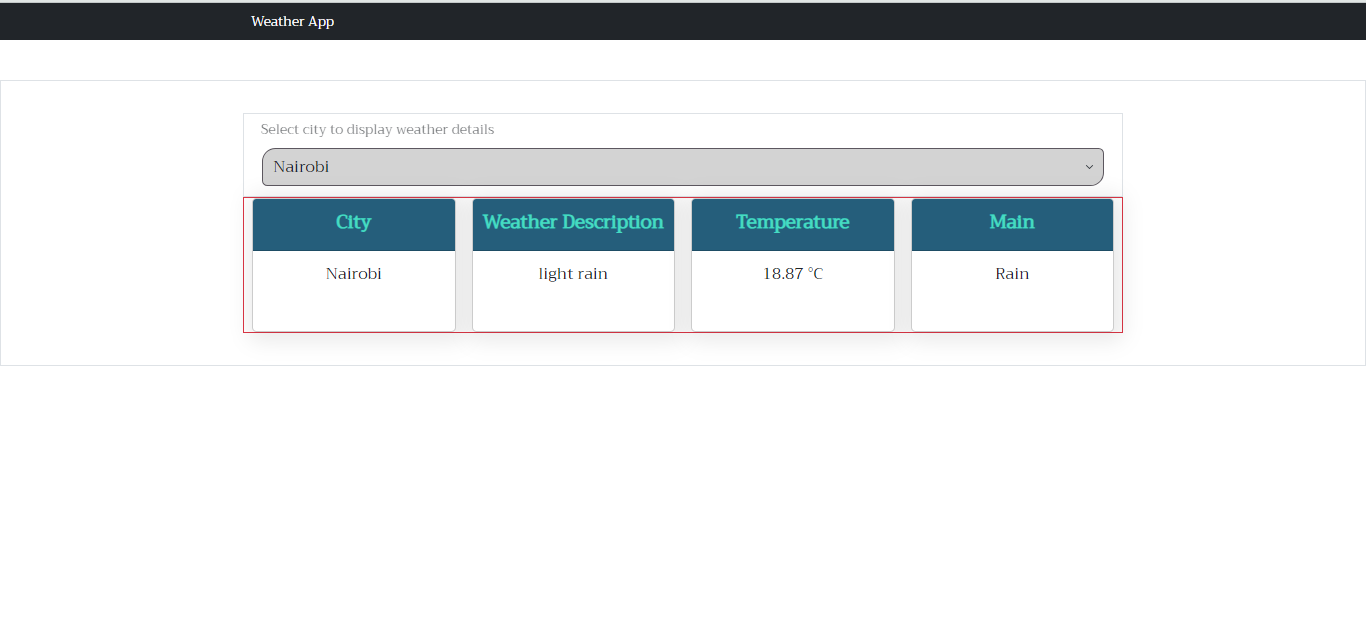 Weather App
Select city to display weather details
Nairobi
City Weather Description Temperature Main
Nairobi light rain 18.87 °C Rain